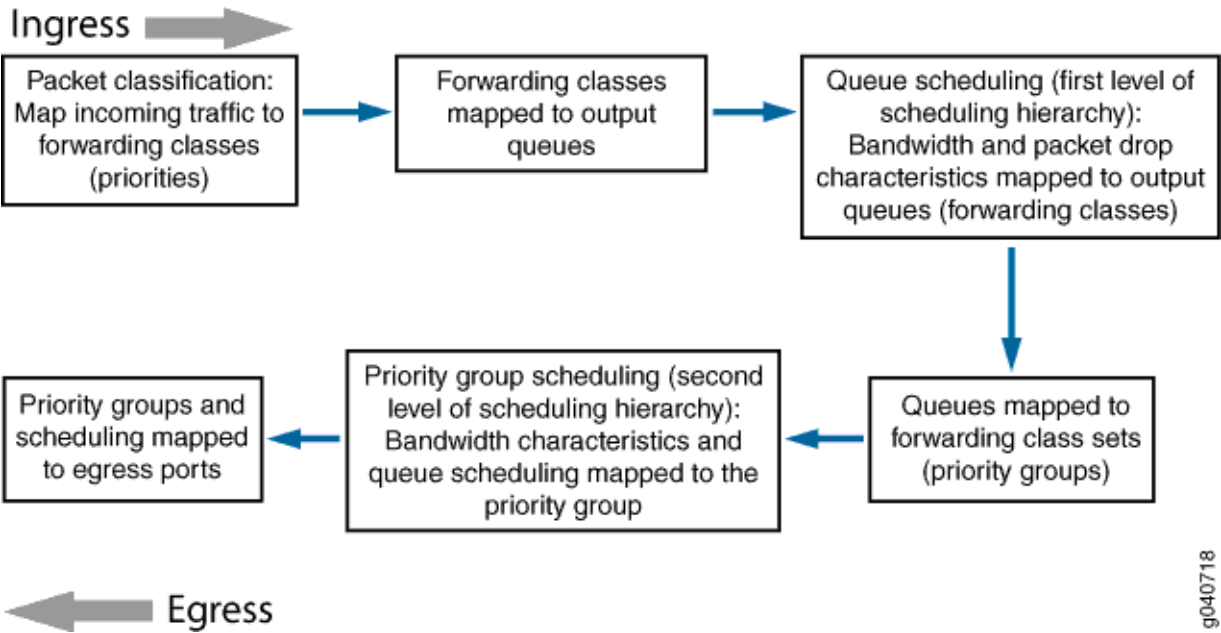 Ingress
Packet classification:
Map incoming traffic to
forwarding classes
(priorities)
Forwarding classes
mapped to output
queues
Queue scheduling (first level of
scheduling hierarchy):
Bandwidth and packet drop
characteristics mapped to output
queues (forwarding classes)
Queues mapped to
forwarding class sets
(priority groups)
Priority group scheduling (second
level of scheduling hierarchy):
Bandwidth characteristics and
queue scheduling mapped to the
priority group
Priority groups and
scheduling mapped
to egress ports
Egress
g040718